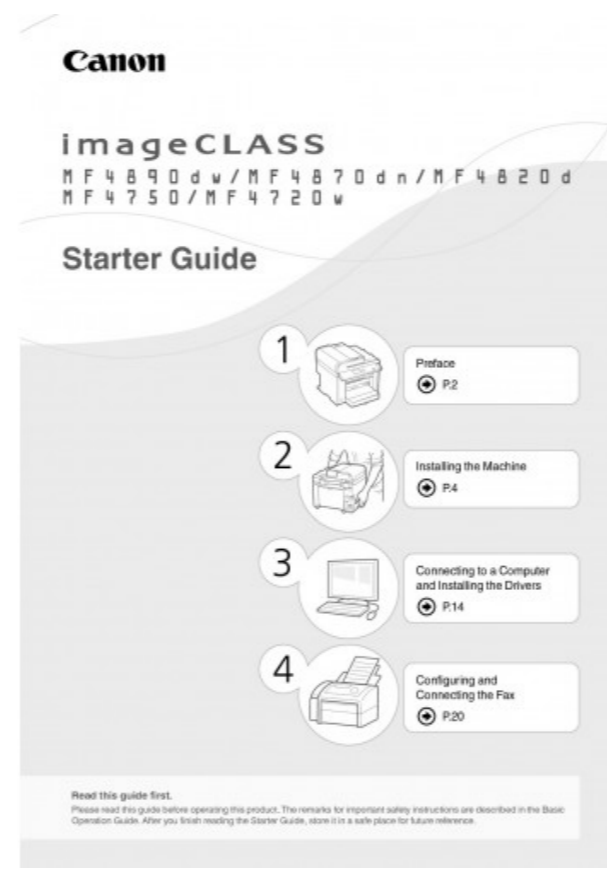 Canon
imageCLASS
MF4890dw/MF4870dn/MF4820d
MF4750/MF4720w
Starter Guide
1
Preface
P.2
2
Installing the Machine
P.4
3
Connecting to a Computer
and Installing the Drivers
P.14
4
Configuring and
Connecting the Fax
P.20
Read this guide first.
Please read this guide before operating this product. The remarks for important safety instructions are described in the Basic
Operation Guide. After you finish reading the Starter Guide, store it in a safe place for future reference.